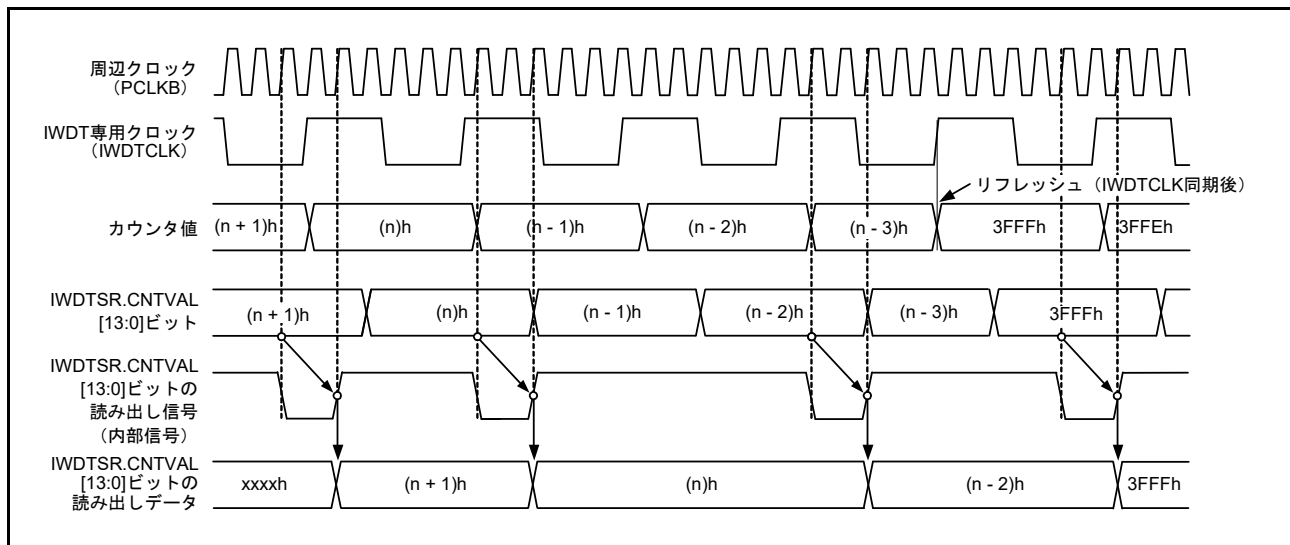 周辺クロック
（PCLKB）
IWDT専用クロック
（IWDTCLK）
リフレッシュ（IWDTCLK同期後）
カウンタ値
(n + 1)h
(n)h
(n - 1)h
(n - 2)h
(n - 3)h
3FFFh
3FFEh
IWDTSR.CNTVAL
[13:0]ビット
(n + 1)h
(n)h
(n - 1)h
(n - 2)h
(n - 3)h
3FFFh
IWDTSR.CNTVAL
[13:0]ビットの
読み出し信号
（内部信号）
IWDTSR.CNTVAL
[13:0]ビットの
読み出しデータ
xxxxh
(n + 1)h
(n)h
(n - 2)h
3FFFh